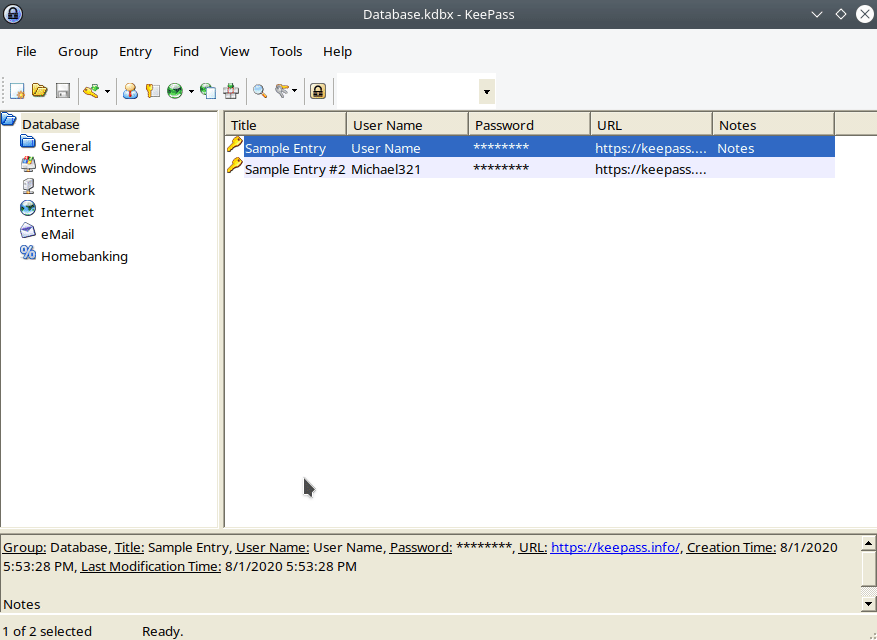 Database.kdbx - KeePass
File Group Entry Find View Tools Help
Title User Name Password URL Notes
Database
General
Windows
Network
Internet
eMail
Homebanking
Sample Entry User Name ******** https://keepass.... Notes
Sample Entry #2 Michael321 ******** https://keepass....
Group: Database, Title: Sample Entry, User Name: User Name, Password: ********, URL: https://keepass.info/, Creation Time: 8/1/2020
5:53:28 PM, Last Modification Time: 8/1/2020 5:53:28 PM
Notes
1 of 2 selected Ready.